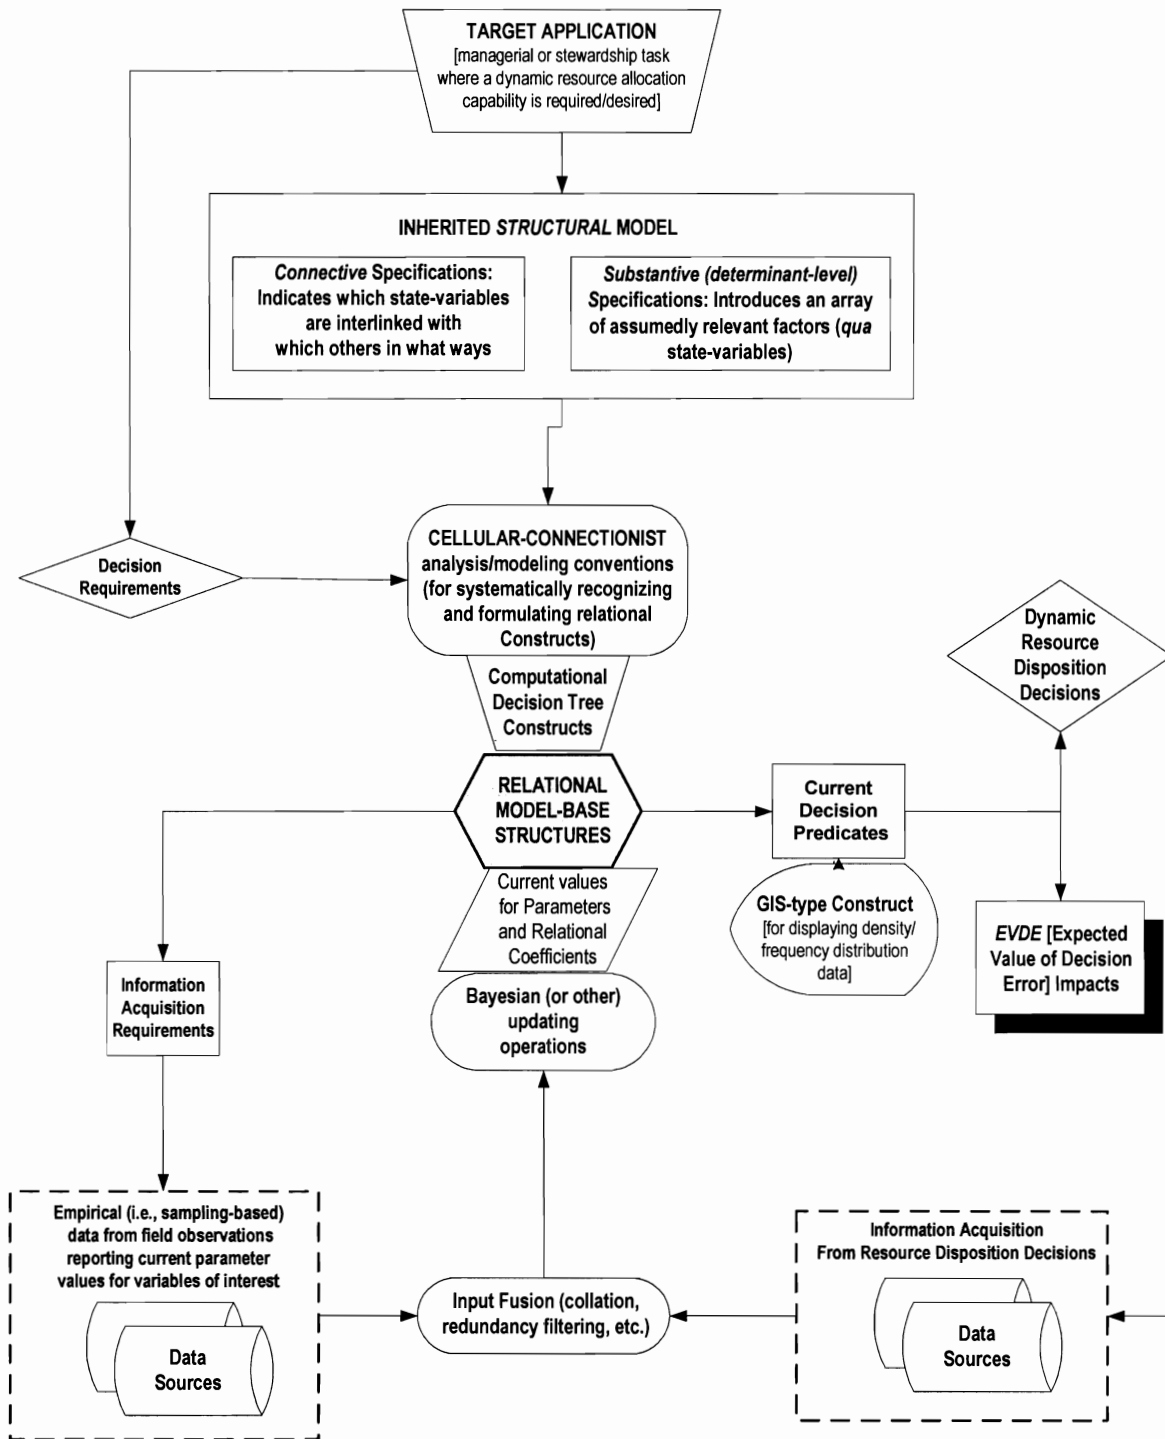 TARGET APPLICATION
[managerial or stewardship task
where a dynamic resource allocation
capability is required/desired]
INHERITED STRUCTURAL MODEL
Connective Specifications:
Indicates which state-variables
are interlinked with
which others in what ways
Substantive (determinant-level)
Specifications: Introduces an array
of assumedly relevant factors (qua
state-variables)
Decision
Requirements
CELLULAR-CONNECTIONIST
analysis/modeling conventions
(for systematically recognizing
and formulating relational
Constructs)
Computational
Decision Tree
Constructs
Dynamic
Resource
Disposition
Decisions
RELATIONAL
MODEL-BASE
STRUCTURES
Current
Decision
Predicates
Current values
for Parameters
and Relational
Coefficients
GIS-type Construct
[for displaying density/
frequency distribution
data]
EVDE [Expected
Value of Decision
Error] Impacts
Information
Acquisition
Requirements
Bayesian (or other)
updating
operations
Empirical (i.e., sampling-based)
data from field observations
reporting current parameter
values for variables of interest
Data
Sources
Input Fusion (collation,
redundancy filtering, etc.)
Information Acquisition
From Resource Disposition Decisions
Data
Sources